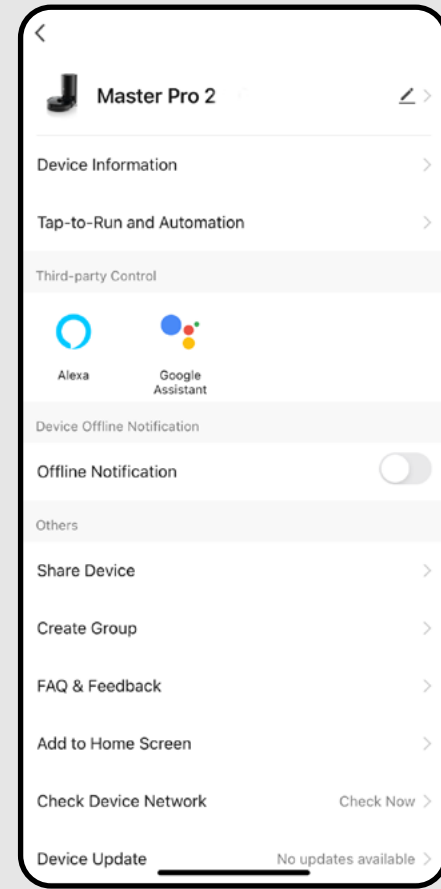 Master Pro 2
Device Information
Tap-to-Run and Automation
Third-party Control
Alexa
Google
Assistant
Device Offline Notification
Offline Notification
Others
Share Device
Create Group
FAQ & Feedback
Add to Home Screen
Check Device Network
Check Now
Device Update
No updates available